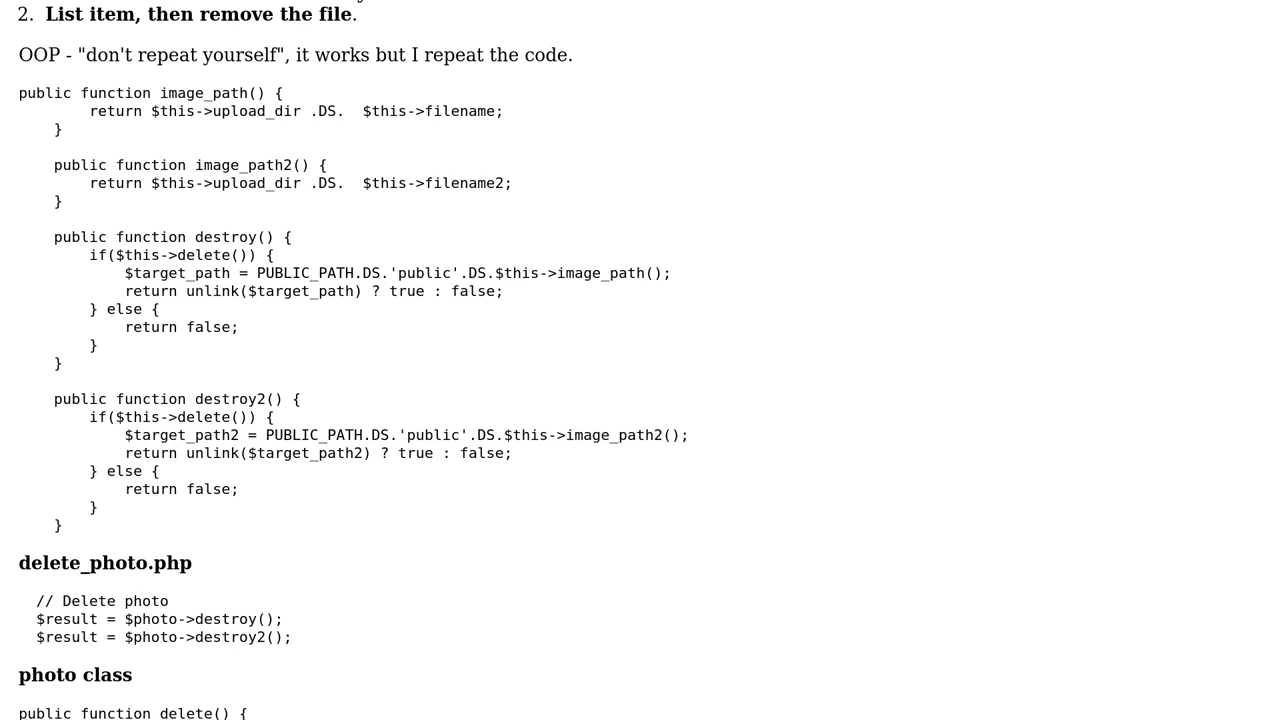 2. List item, then remove the file.
OOP - "don't repeat yourself", it works but I repeat the code.
public function image_path() {
        return $this->upload_dir .DS.  $this->filename;
    }
    public function image_path2() {
        return $this->upload_dir .DS.  $this->filename2;
    }
    public function destroy() {
        if($this->delete()) {
            $target_path = PUBLIC_PATH.DS.'public'.DS.$this->image_path();
            return unlink($target_path) ? true : false;
        } else {
            return false;
        }
    }
    public function destroy2() {
        if($this->delete()) {
            $target_path2 = PUBLIC_PATH.DS.'public'.DS.$this->image_path2();
            return unlink($target_path2) ? true : false;
        } else {
            return false;
        }
    }
delete_photo.php
  // Delete photo
  $result = $photo->destroy();
  $result = $photo->destroy2();
photo class
public function delete() {